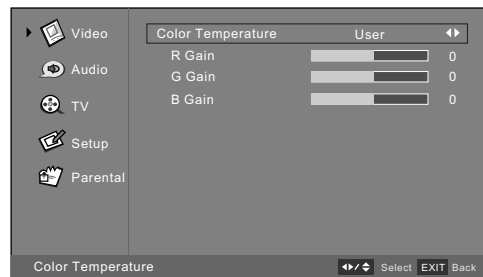 Video
Audio
TV
Setup
Parental
Color Temperature User
R Gain 0
G Gain 0
B Gain 0
Color Temperature Select EXIT Back